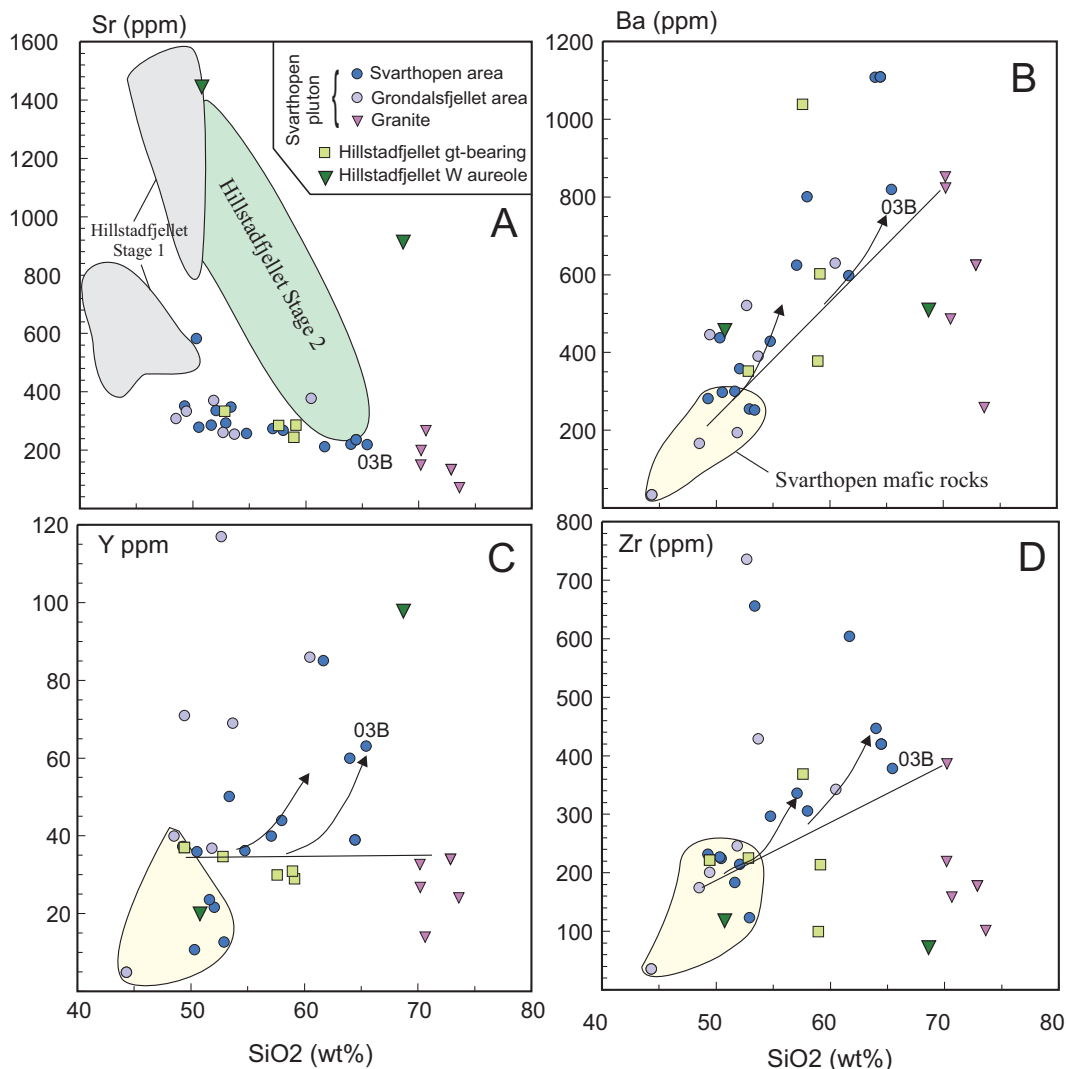 Sr (ppm)
1600
1400
1200
1000
800
600
400
200
Svarthopen
pluton
{
Svarthopen area
Grondalsfjellet area
Granite
Hillstadfjellet gt-bearing
Hillstadfjellet W aureole
A
Hillstadfjellet
Stage 1
Hillstadfjellet Stage 2
03B
Ba (ppm)
1200
1000
800
600
400
200
B
03B
Svarthopen mafic rocks
Y ppm
120
100
80
60
40
20
C
03B
40 50 60 70 80
SiO2 (wt%)
Zr (ppm)
800
700
600
500
400
300
200
100
D
03B
40 50 60 70 80
SiO2 (wt%)